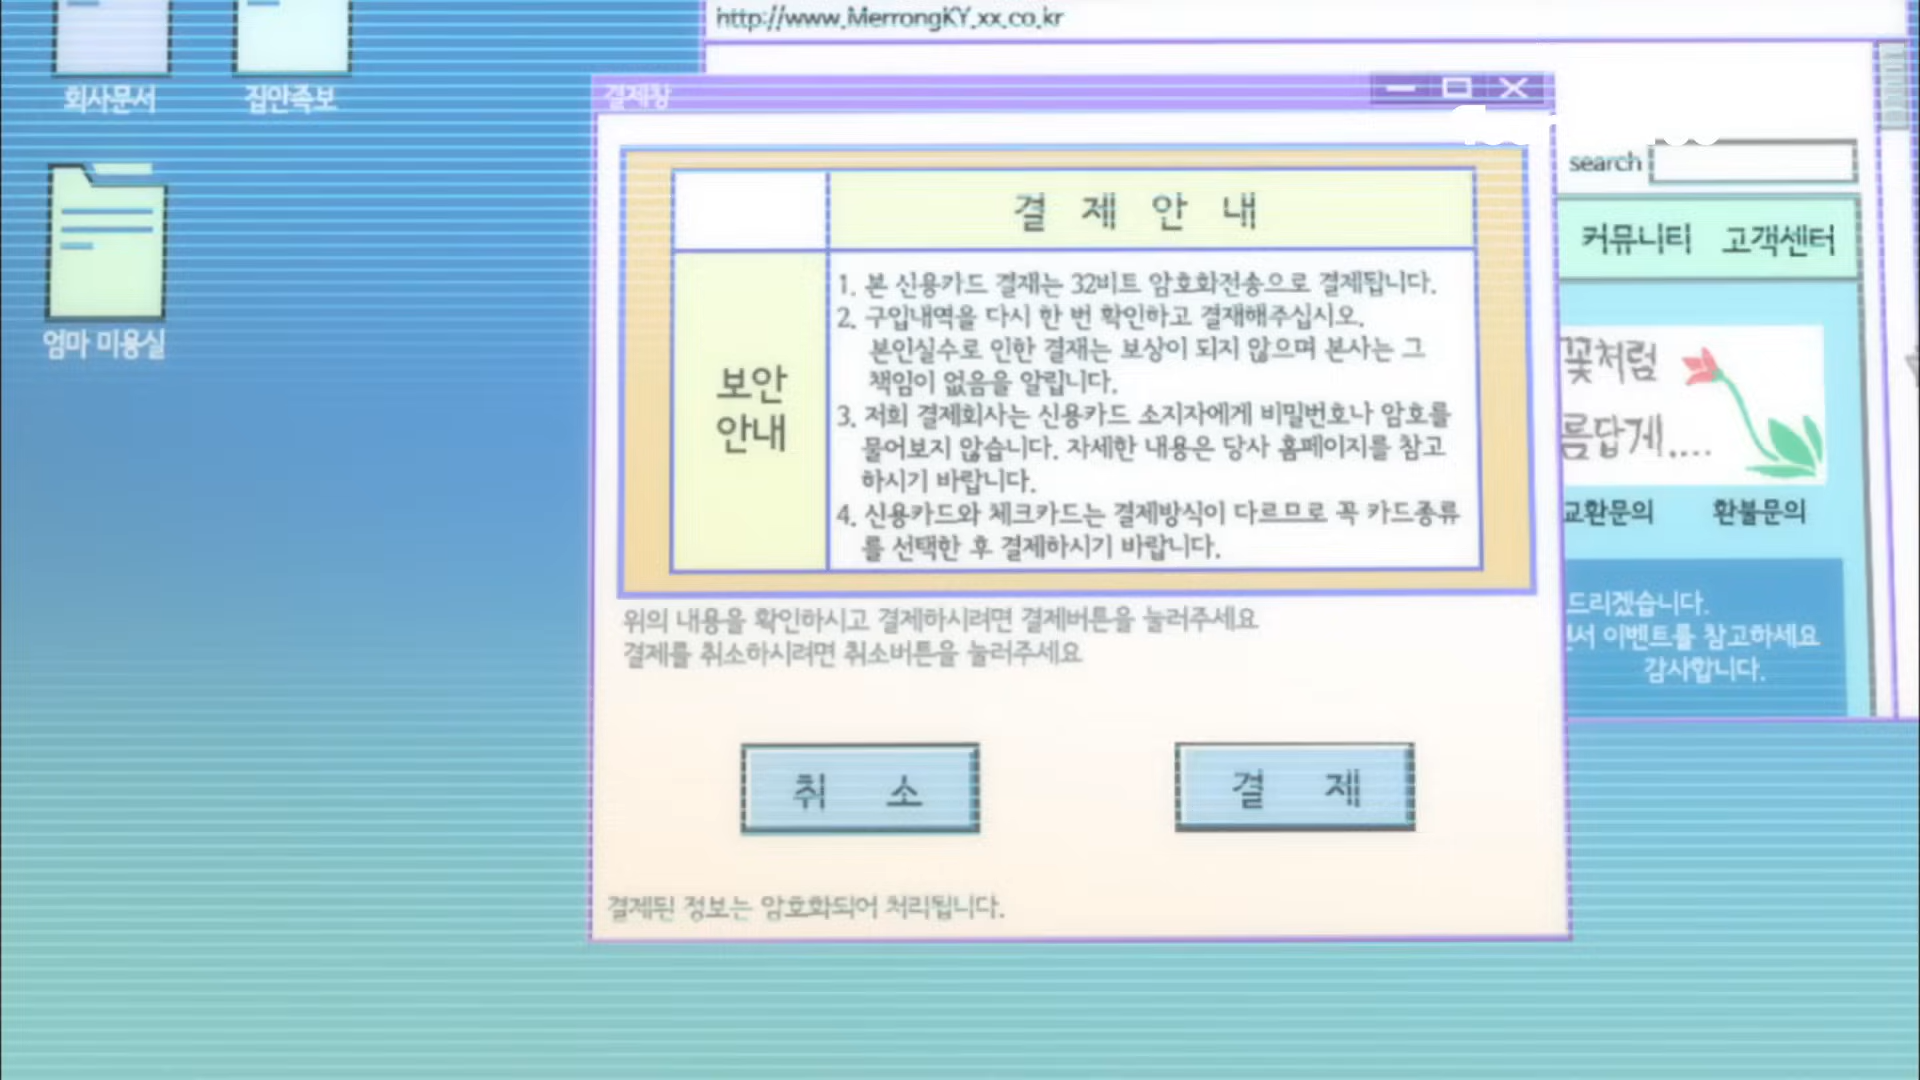 http://www.MerrongKY.xx.co.kr
회사문서
집안족보
엄마 미용실
결제창
결 제 안 내
보안
안내
1. 본 신용카드 결재는 32비트 암호화전송으로 결제됩니다.
2. 구입내역을 다시 한 번 확인하고 결재해주십시오.
본인실수로 인한 결재는 보상이 되지 않으며 본사는 그
책임이 없음을 알립니다.
3. 저희 결제회사는 신용카드 소지자에게 비밀번호나 암호를
물어보지 않습니다. 자세한 내용은 당사 홈페이지를 참고
하시기 바랍니다.
4. 신용카드와 체크카드는 결제방식이 다르므로 꼭 카드종류
를 선택한 후 결제하시기 바랍니다.
위의 내용을 확인하시고 결제하시려면 결제버튼을 눌러주세요
결제를 취소하시려면 취소버튼을 눌러주세요
취 소
결 제
결제된 정보는 암호화되어 처리됩니다.
search
커뮤니티 고객센터
꽃처럼
름답게....
교환문의 환불문의
드리겠습니다.
서 이벤트를 참고하세요
감사합니다.